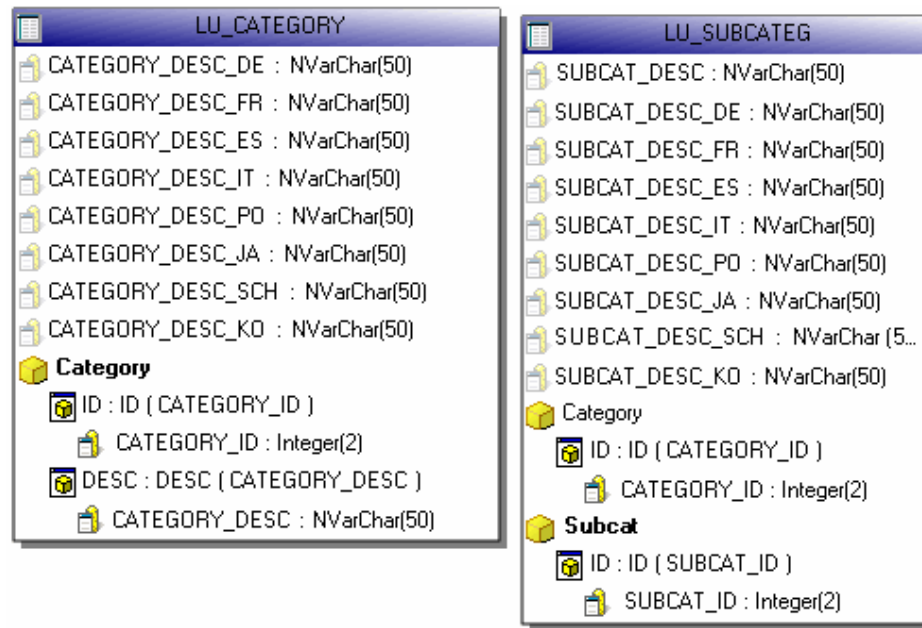 LU_CATEGORY
CATEGORY_DESC_DE : NVarChar(50)
CATEGORY_DESC_FR : NVarChar(50)
CATEGORY_DESC_ES : NVarChar(50)
CATEGORY_DESC_IT : NVarChar(50)
CATEGORY_DESC_PO : NVarChar(50)
CATEGORY_DESC_JA : NVarChar(50)
CATEGORY_DESC_SCH : NVarChar(50)
CATEGORY_DESC_KO : NVarChar(50)
Category
ID : ID ( CATEGORY_ID )
CATEGORY_ID : Integer(2)
DESC : DESC ( CATEGORY_DESC )
CATEGORY_DESC : NVarChar(50)
LU_SUBCATEG
SUBCAT_DESC : NVarChar(50)
SUBCAT_DESC_DE : NVarChar(50)
SUBCAT_DESC_FR : NVarChar(50)
SUBCAT_DESC_ES : NVarChar(50)
SUBCAT_DESC_IT : NVarChar(50)
SUBCAT_DESC_PO : NVarChar(50)
SUBCAT_DESC_JA : NVarChar(50)
SUBCAT_DESC_SCH : NVarChar (5...
SUBCAT_DESC_KO : NVarChar(50)
Category
ID : ID ( CATEGORY_ID )
CATEGORY_ID : Integer(2)
Subcat
ID : ID ( SUBCAT_ID )
SUBCAT_ID : Integer(2)